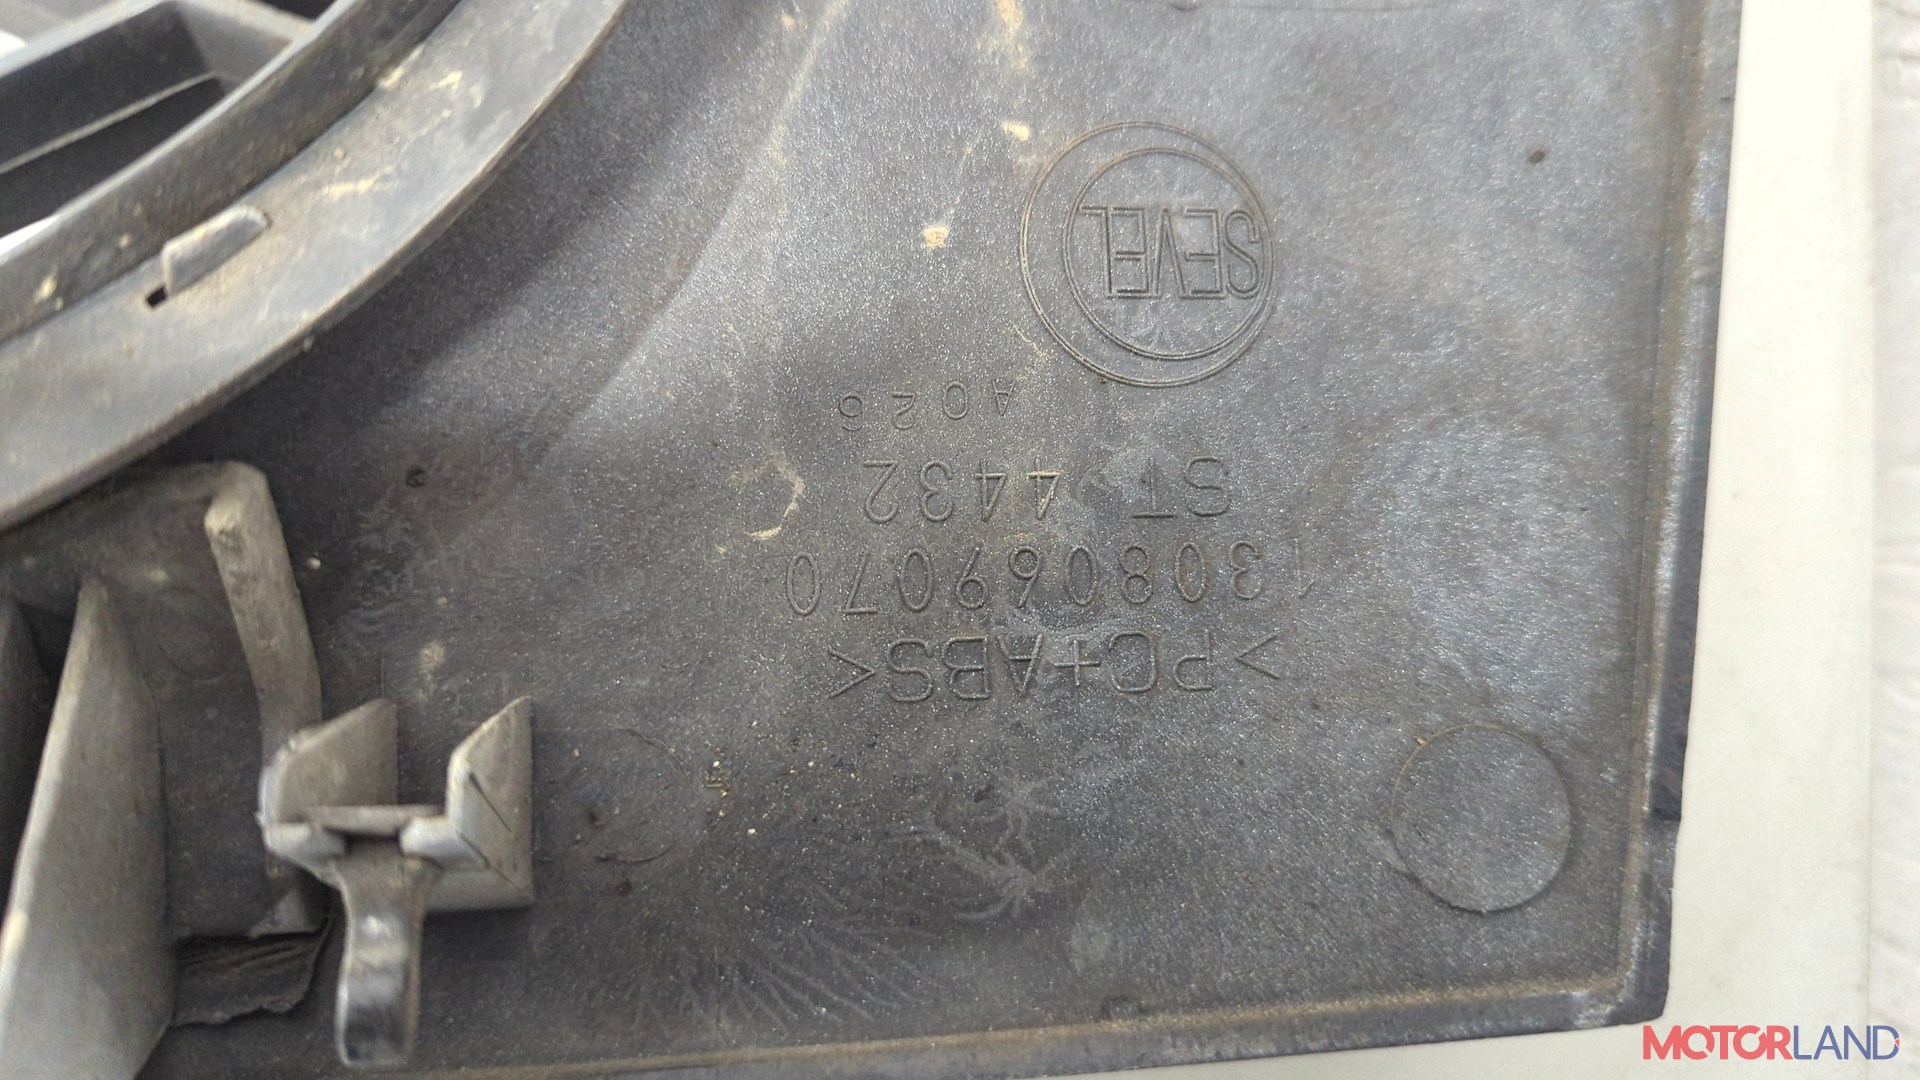 >PC+ABS<
1308069070
ST 4432
A026
SEVEL
MOTORLAND